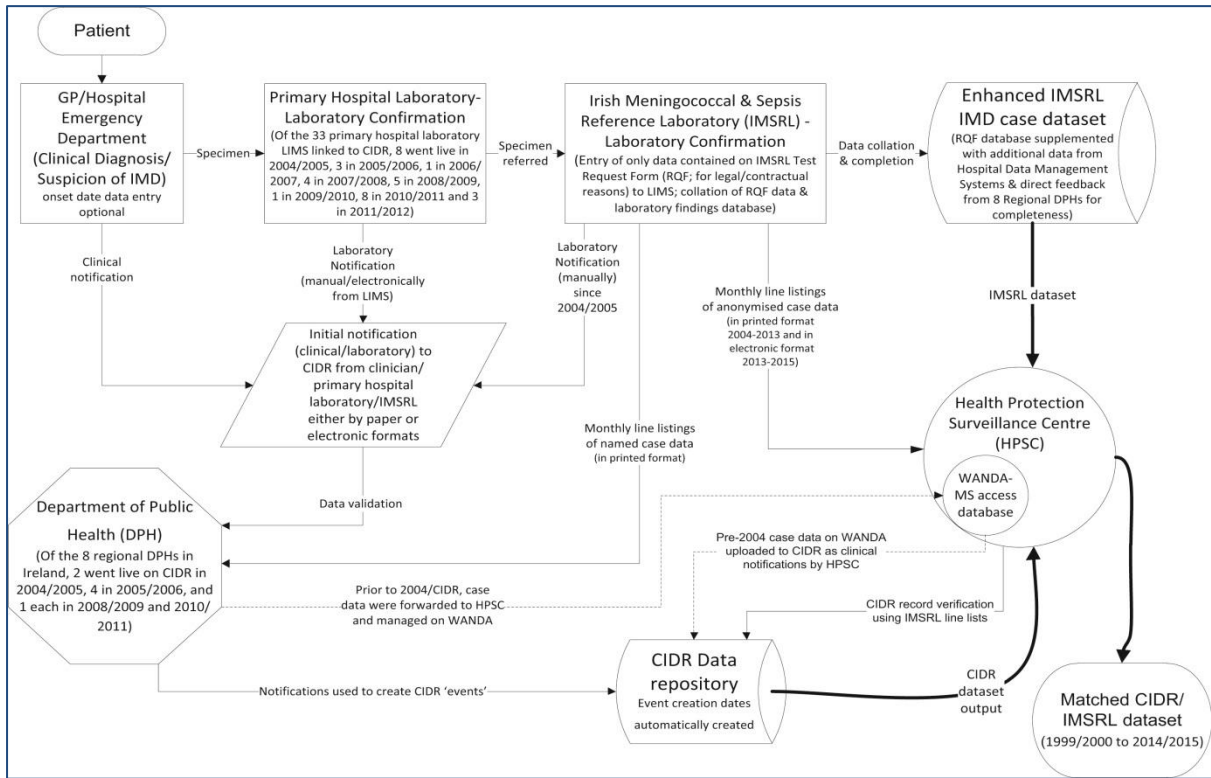 Patient
GP/Hospital
Emergency
Department
(Clinical Diagnosis/
Suspicion of IMD)
onset date data entry
optional
Specimen
Primary Hospital Laboratory-
Laboratory Confirmation
(Of the 33 primary hospital laboratory
LIMS linked to CIDR, 8 went live in
2004/2005, 3 in 2005/2006, 1 in 2006/
2007, 4 in 2007/2008, 5 in 2008/2009,
1 in 2009/2010, 8 in 2010/2011 and 3
in 2011/2012)
Specimen
referred
Irish Meningococcal & Sepsis
Reference Laboratory (IMSRL) -
Laboratory Confirmation
(Entry of only data contained on IMSRL Test
Request Form (RQF; for legal/contractual
reasons) to LIMS; collation of RQF data &
laboratory findings database)
Data collation
& completion
Enhanced IMSRL
IMD case dataset
(RQF database supplemented
with additional data from
Hospital Data Management
Systems & direct feedback
from 8 Regional DPHs for
completeness)
Clinical
notification
Laboratory
Notification
(manual/electronically
from LIMS)
Laboratory
Notification
(manually)
since
2004/2005
Monthly line listings
of anonymised case data
(in printed format
2004-2013 and in
electronic format
2013-2015)
IMSRL dataset
Initial notification
(clinical/laboratory) to
CIDR from clinician/
primary hospital
laboratory/IMSRL
either by paper or
electronic formats
Monthly line listings
of named case data
(in printed format)
Health Protection
Surveillance Centre
(HPSC)
WANDA-
MS access
database
Data validation
Department of Public
Health (DPH)
(Of the 8 regional DPHs in
Ireland, 2 went live on CIDR in
2004/2005, 4 in 2005/2006, and
1 each in 2008/2009 and 2010/
2011)
Pre-2004 case data on WANDA
uploaded to CIDR as clinical
notifications by HPSC
Prior to 2004/CIDR, case
data were forwarded to HPSC
and managed on WANDA
CIDR record verification
using IMSRL line lists
Notifications used to create CIDR 'events'
CIDR Data
repository
Event creation dates
automatically created
CIDR
dataset
output
Matched CIDR/
IMSRL dataset
(1999/2000 to 2014/2015)